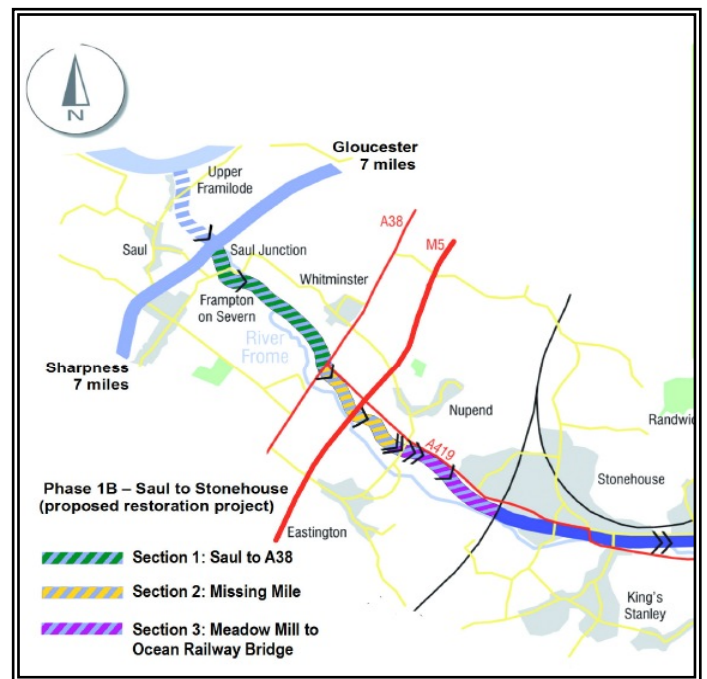 N
Gloucester
7 miles
Upper
Framilode
A38
M5
Saul
Saul Junction
Whitminster
Frampton
on Severn
River
Frome
Sharpness
7 miles
Nupend
Randwi
A419
Stonehouse
Phase 1B – Saul to Stonehouse
(proposed restoration project)
Eastington
Section 1: Saul to A38
Section 2: Missing Mile
King's
Stanley
Section 3: Meadow Mill to
Ocean Railway Bridge